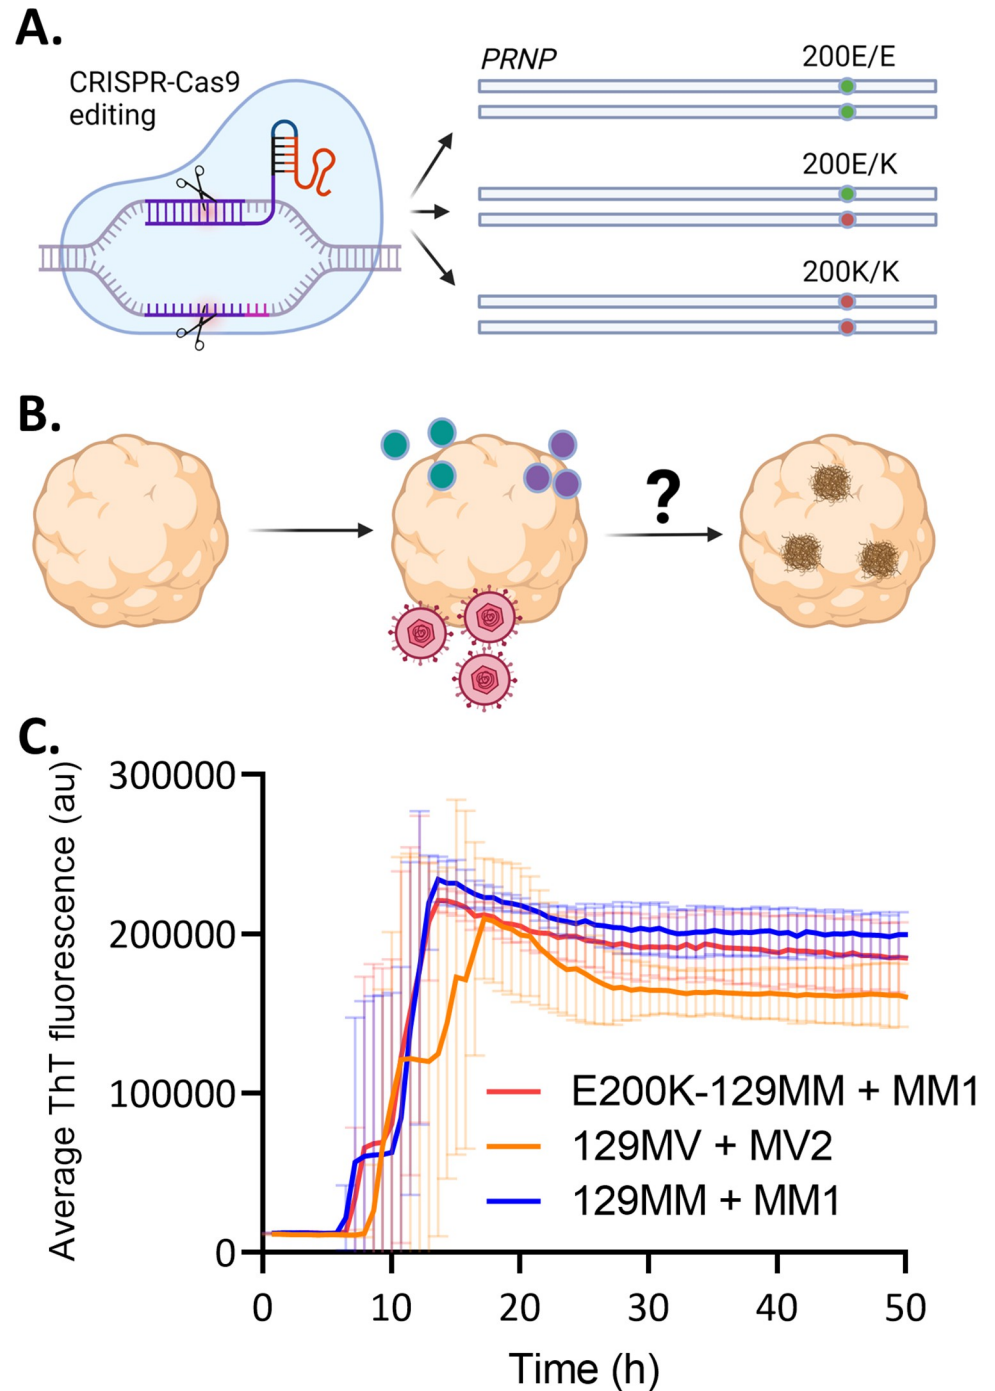 A.
CRISPR-Cas9
editing
PRNP
200E/E
200E/K
200K/K
B.
?
C.
Average ThT fluorescence (au)
300000
200000
100000
0
E200K-129MM + MM1
129MV + MV2
129MM + MM1
0 10 20 30 40 50
Time (h)